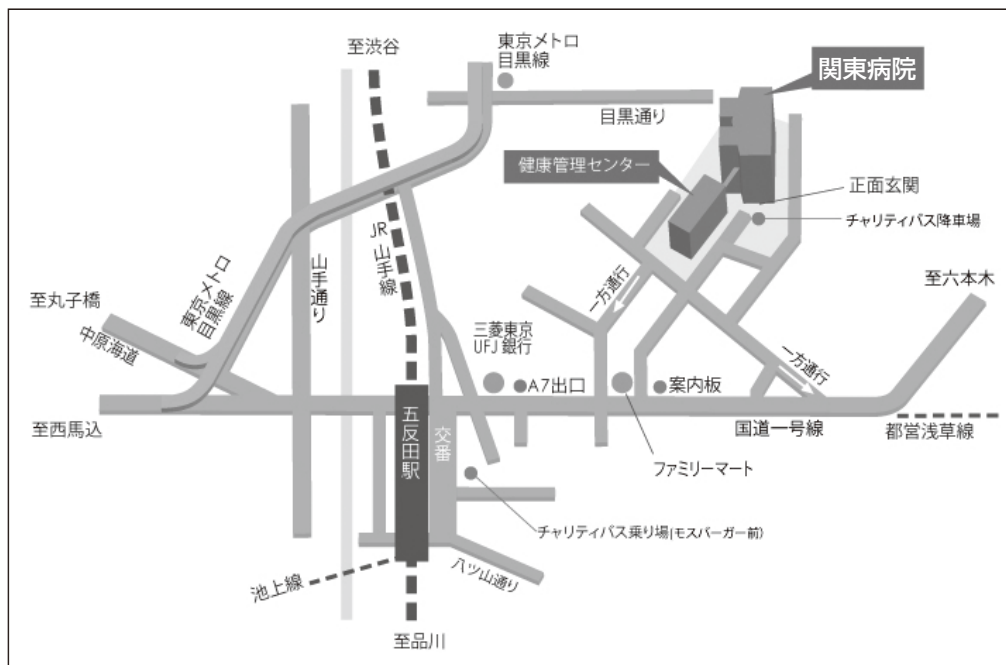 至渋谷
東京メトロ
目黒線
関東病院
目黒通り
健康管理センター
正面玄関
チャリティバス降車場
JR山手線
山手通り
東京メトロ
目黒線
一方通行
至六本木
至丸子橋
中原海道
三菱東京
UFJ銀行
A7出口
案内板
一方通行
至西馬込
五反田駅
交番
国道一号線
都営浅草線
ファミリーマート
チャリティバス乗り場(モスバーガー前)
八ツ山通り
池上線
至品川